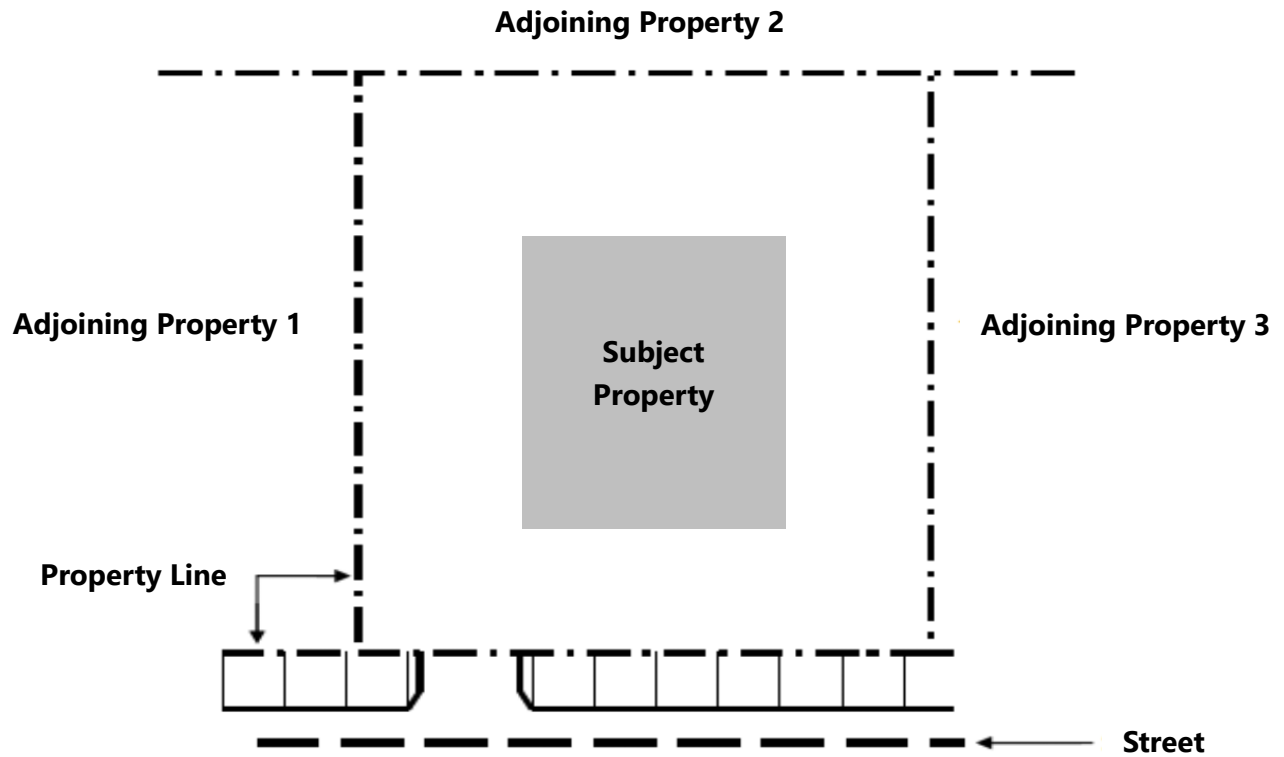 Adjoining Property 2
Adjoining Property 1
Subject
Property
Adjoining Property 3
Property Line
Street